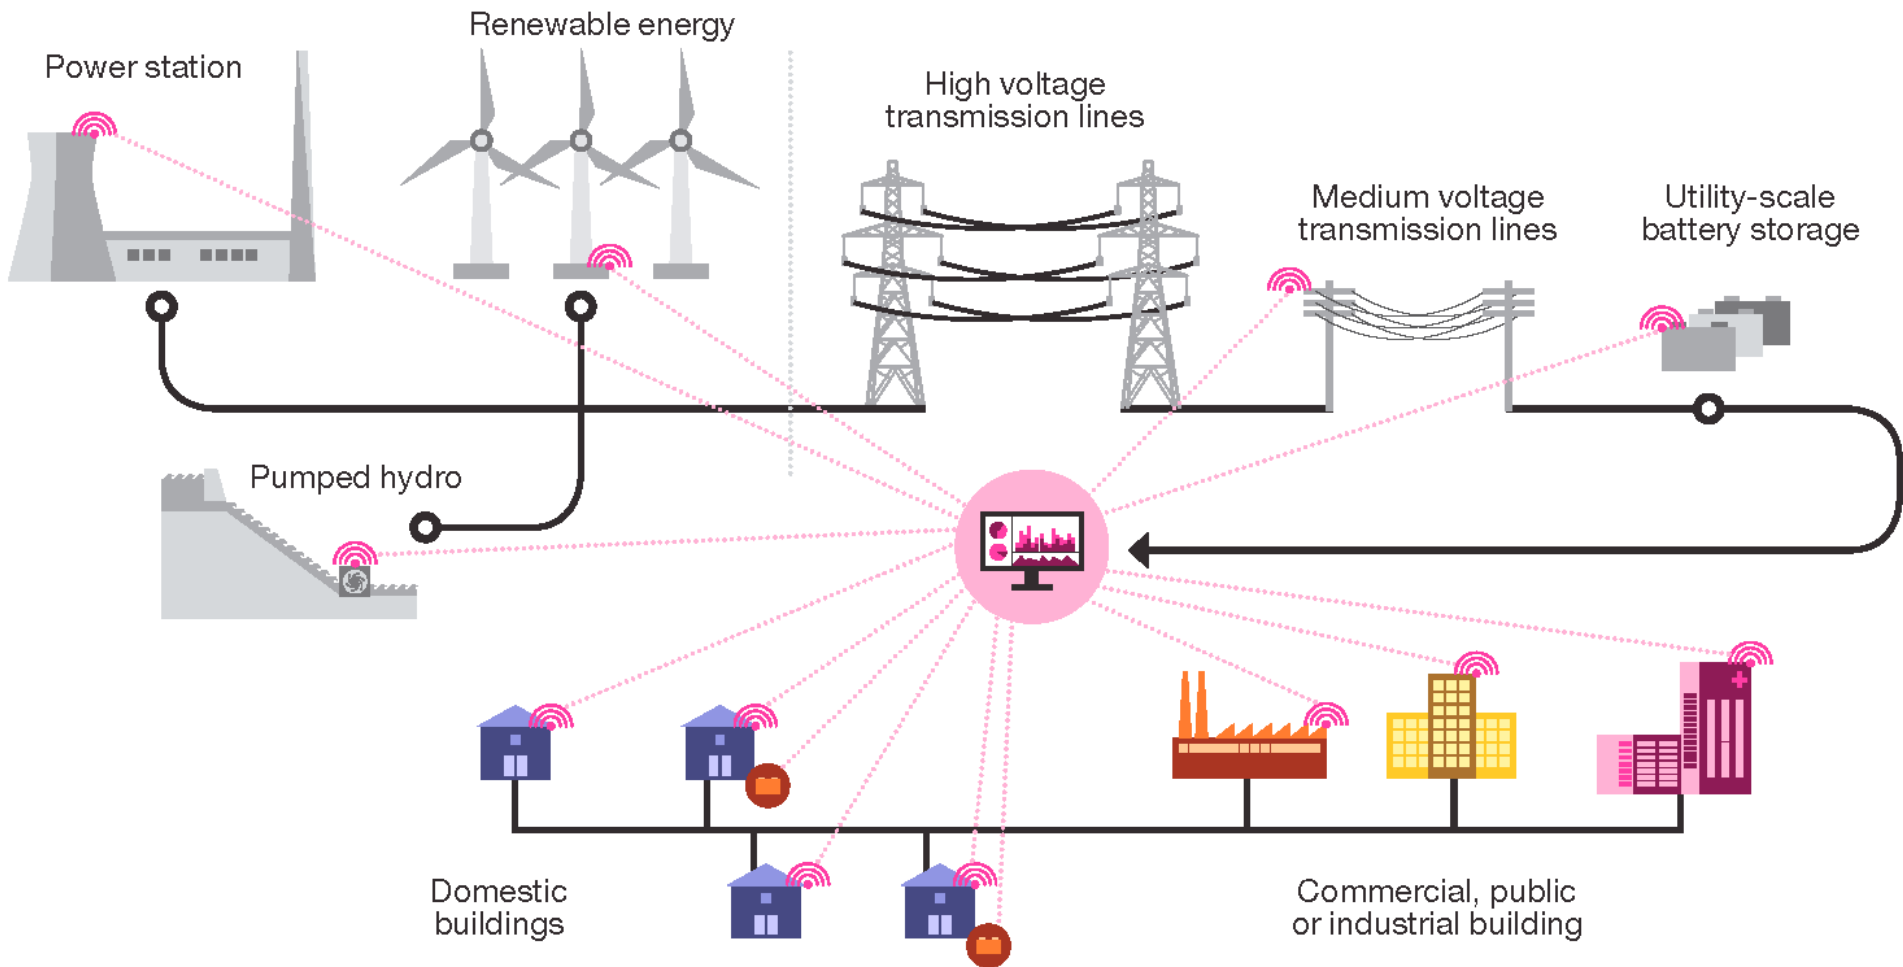 Renewable energy
Power station
High voltage
transmission lines
Medium voltage
transmission lines
Utility-scale
battery storage
Pumped hydro
Domestic
buildings
Commercial, public
or industrial building